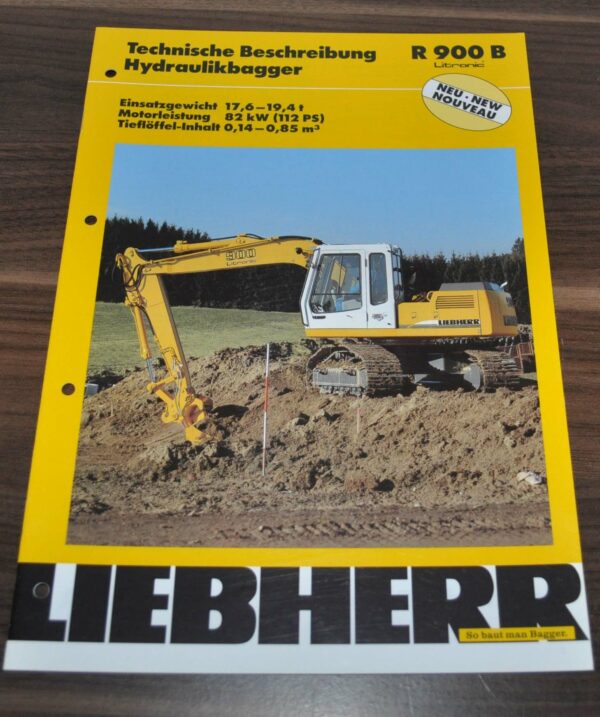 Technische Beschreibung
Hydraulikbagger
R 900 B
Litronic
NEU · NEW
NOUVEAU
Einsatzgewicht 17,6–19,4 t
Motorleistung 82 kW (112 PS)
Tieflöffel-Inhalt 0,14–0,85 m³
900
Litronic
LIEBHERR
LIEBHERR
So baut man Bagger.